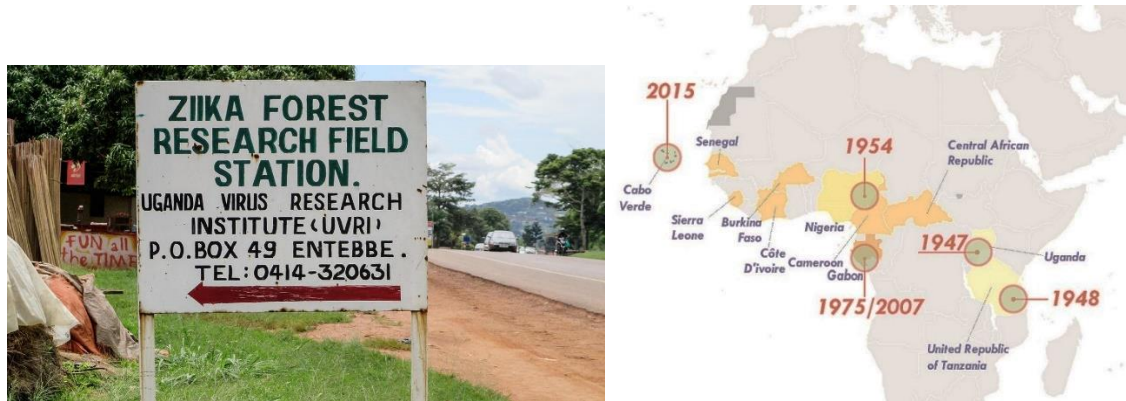 ZIIKA FOREST
RESEARCH FIELD
STATION.
UGANDA VIRUS RESEARCH
INSTITUTE (UVRI)
P.O.BOX 49 ENTEBBE.
TEL: 0414-320631
FUN all
the TIME
2015
Senegal
1954
Central African
Republic
Cabo
Verde
Sierra
Leone
Burkina
Faso
Côte
D'ivoire
Nigeria
Cameroon
Gabon
1947
Uganda
1975/2007
1948
United Republic
of Tanzania